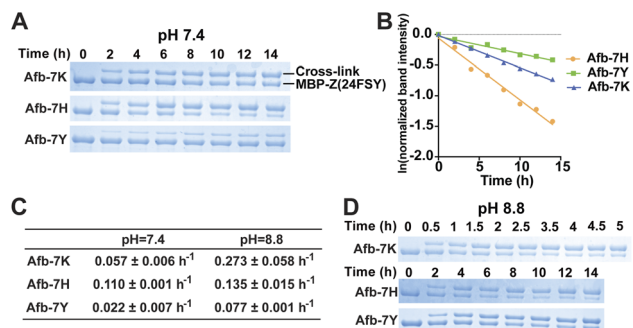 A
pH 7.4
Time (h) 0 2 4 6 8 10 12 14
Afb-7K
Cross-link
MBP-Z(24FSY)
Afb-7H
Afb-7Y
B
ln(normalized band intensity)
0.0
-0.5
-1.0
-1.5
-2.0
0 5 10 15
Time (h)
Afb-7H
Afb-7Y
Afb-7K
C
pH=7.4 pH=8.8
Afb-7K 0.057 ± 0.006 h-1 0.273 ± 0.058 h-1
Afb-7H 0.110 ± 0.001 h-1 0.135 ± 0.015 h-1
Afb-7Y 0.022 ± 0.007 h-1 0.077 ± 0.001 h-1
D
pH 8.8
Time (h) 0 0.5 1 1.5 2 2.5 3.5 4 4.5 5
Afb-7K
Time (h) 0 2 4 6 8 10 12 14
Afb-7H
Afb-7Y